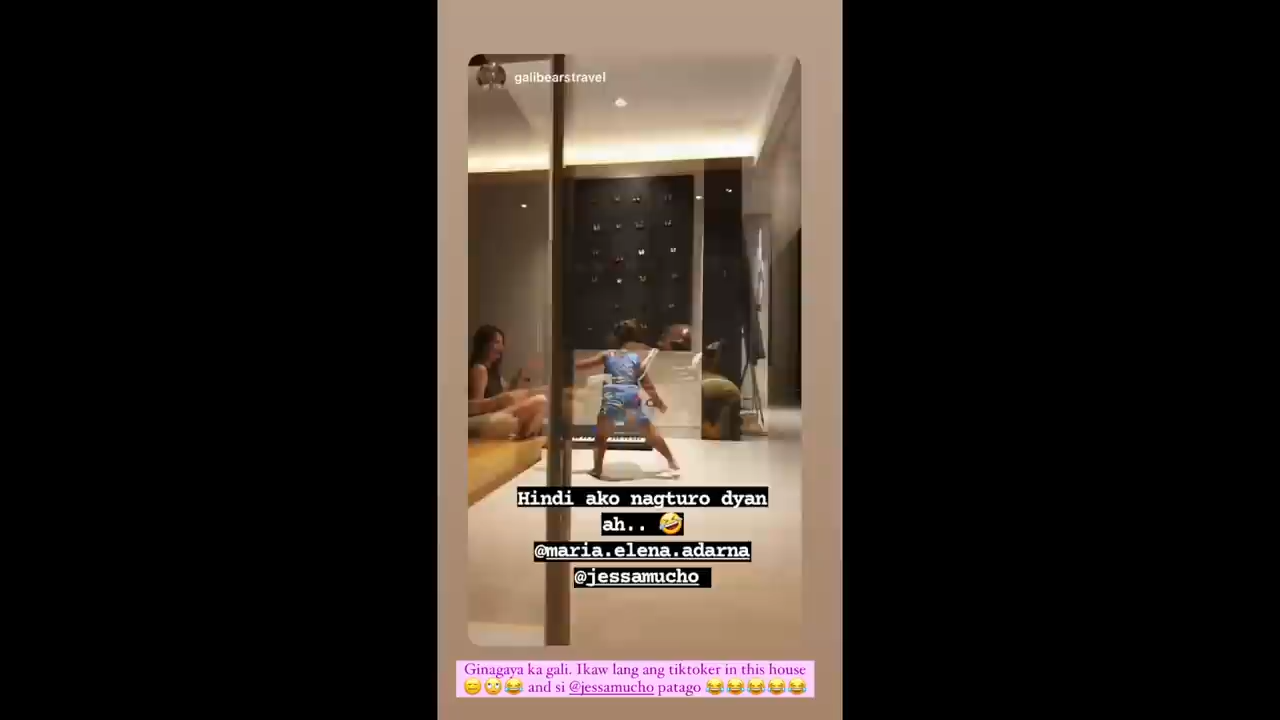 galibearstravel
Hindi ako nagturo dyan
ah.. 🤣
@maria.elena.adarna
@jessamucho
Ginagaya ka gali. Ikaw lang ang tiktoker in this house
😑🙄😂 and si @jessamucho patago 😂😂😂😂😂